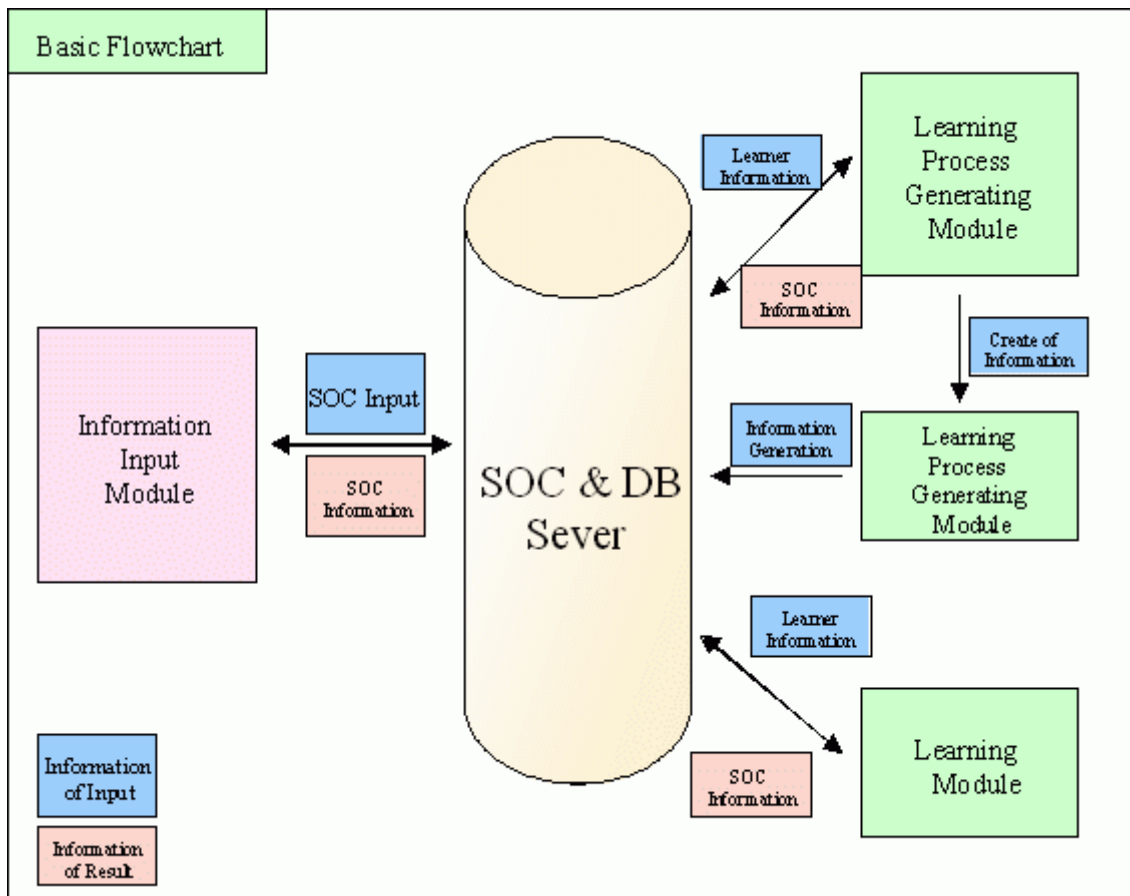 Basic Flowchart
Learning
Process
Generating
Module
Learner
Information
SOC
Information
Create of
Information
Information
Input
Module
SOC Input
SOC
Information
SOC & DB
Sever
Information
Generation
Learning
Process
Generating
Module
Learner
Information
SOC
Information
Learning
Module
Information
of Input
Information
of Result